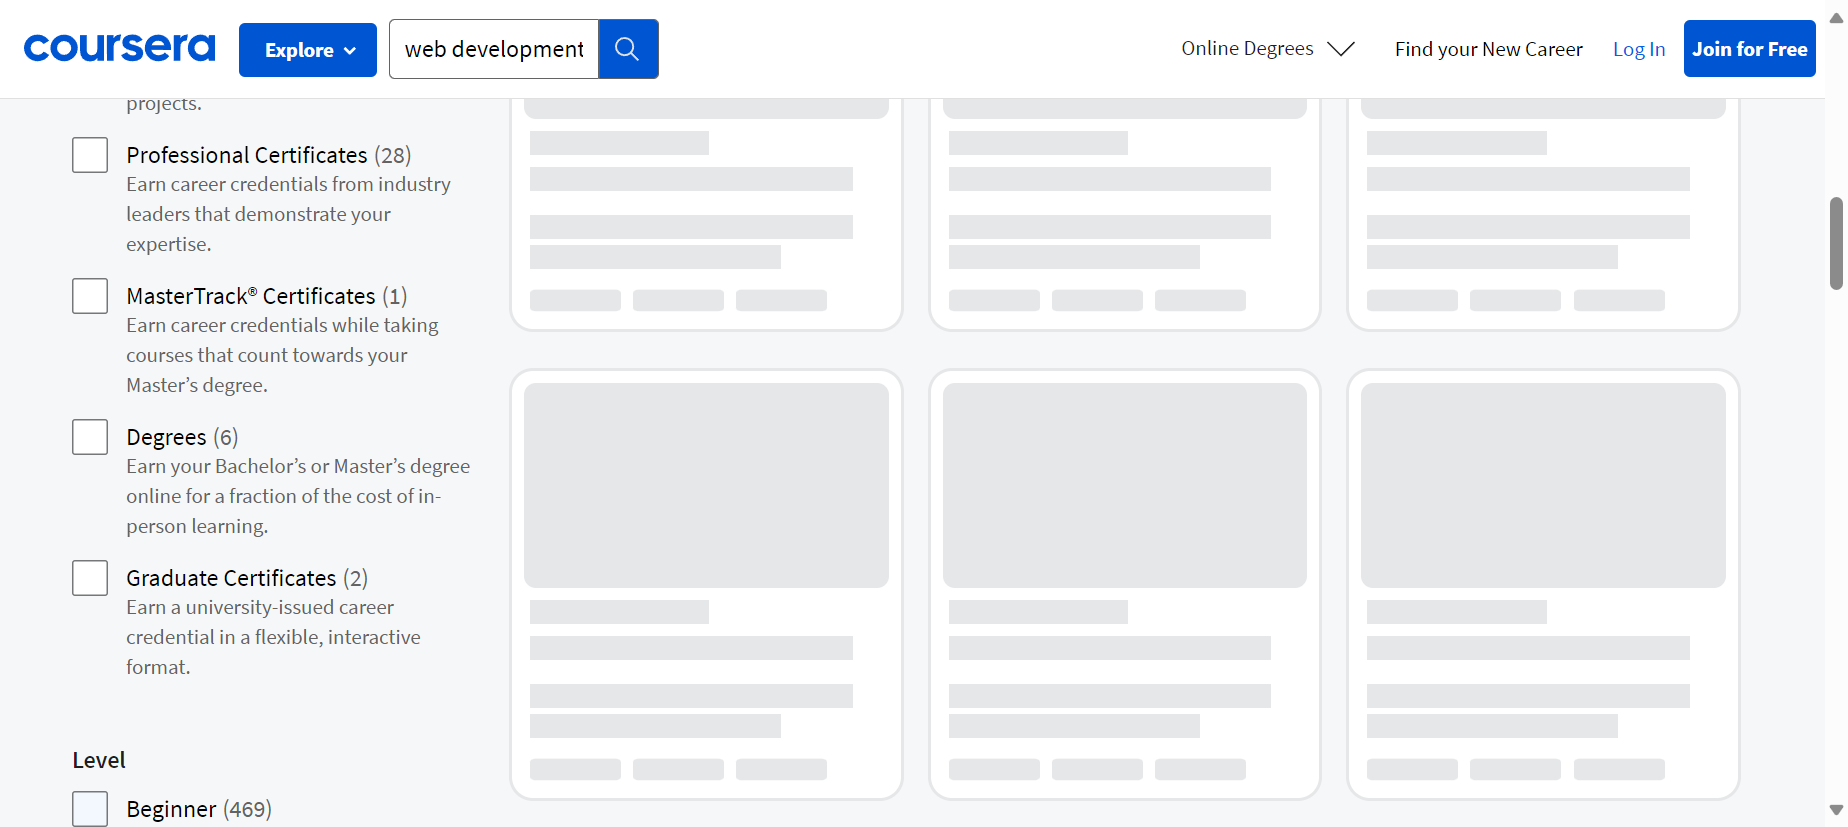 coursera
Explore
web development
Online Degrees
Find your New Career
Log In
Join for Free
projects.
Professional Certificates (28)
Earn career credentials from industry
leaders that demonstrate your
expertise.
MasterTrack® Certificates (1)
Earn career credentials while taking
courses that count towards your
Master’s degree.
Degrees (6)
Earn your Bachelor’s or Master’s degree
online for a fraction of the cost of in-
person learning.
Graduate Certificates (2)
Earn a university-issued career
credential in a flexible, interactive
format.
Level
Beginner (469)